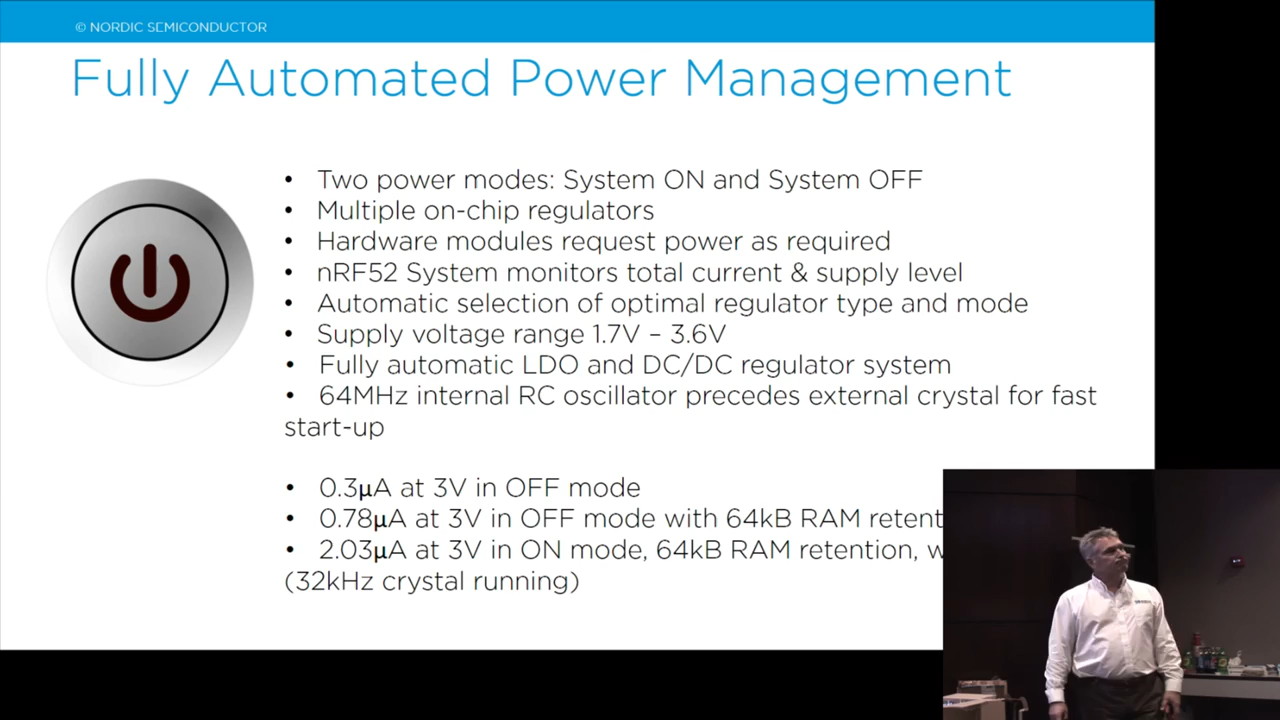 © NORDIC SEMICONDUCTOR
Fully Automated Power Management
• Two power modes: System ON and System OFF
• Multiple on-chip regulators
• Hardware modules request power as required
• nRF52 System monitors total current & supply level
• Automatic selection of optimal regulator type and mode
• Supply voltage range 1.7V – 3.6V
• Fully automatic LDO and DC/DC regulator system
• 64MHz internal RC oscillator precedes external crystal for fast
start-up
• 0.3µA at 3V in OFF mode
• 0.78µA at 3V in OFF mode with 64kB RAM
• 2.03µA at 3V in ON mode, 64kB RAM retention,
(32kHz crystal running)